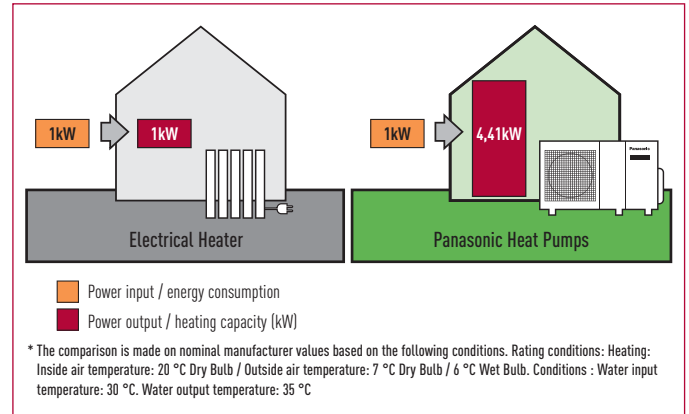 1kW
1kW
Electrical Heater
1kW
4,41kW
Panasonic
Panasonic Heat Pumps
Power input / energy consumption
Power output / heating capacity (kW)
* The comparison is made on nominal manufacturer values based on the following conditions. Rating conditions: Heating:
Inside air temperature: 20 °C Dry Bulb / Outside air temperature: 7 °C Dry Bulb / 6 °C Wet Bulb. Conditions : Water input
temperature: 30 °C. Water output temperature: 35 °C